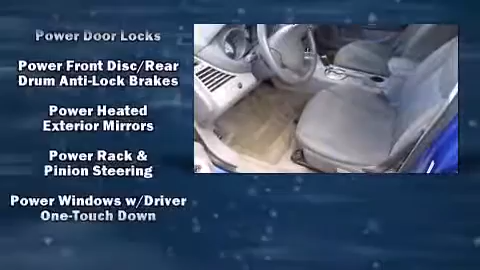 Power Door Locks
Power Front Disc/Rear
Drum Anti-Lock Brakes
Power Heated
Exterior Mirrors
Power Rack &
Pinion Steering
Power Windows w/Driver
One-Touch Down